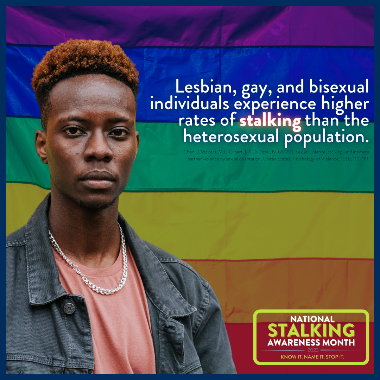 Lesbian, gay, and bisexual
individuals experience higher
rates of stalking than the
heterosexual population.
NATIONAL
STALKING
AWARENESS MONTH
KNOW IT. NAME IT. STOP IT.